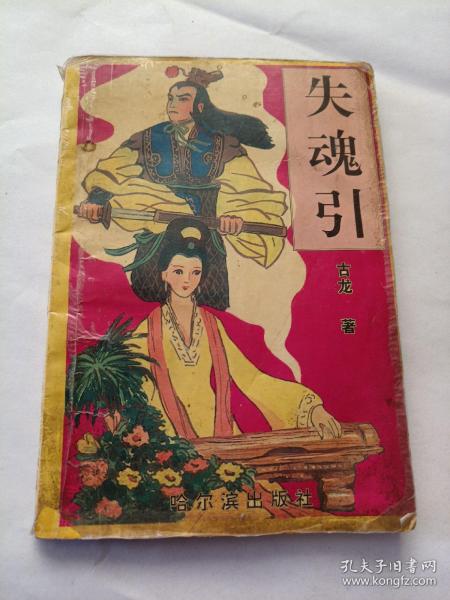 失魂引
古龙 著
哈尔滨出版社
孔夫子旧书网
www.kongfz.com